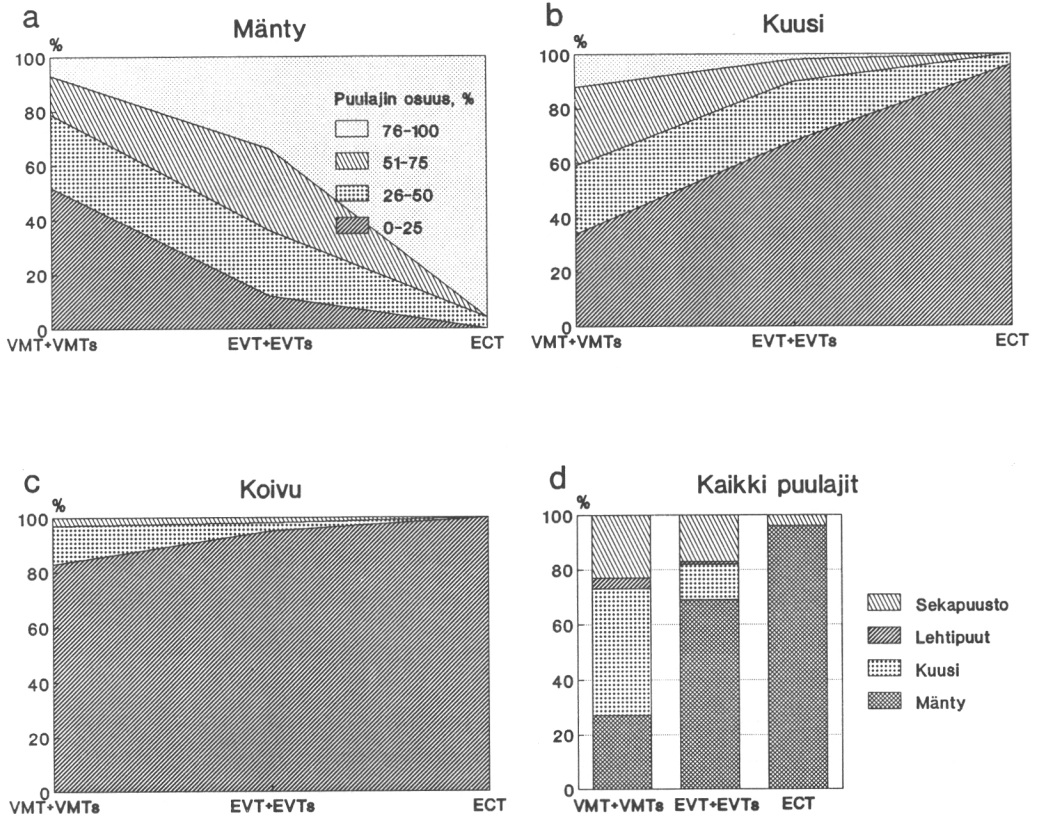 a
Mänty
%
100
80
60
40
20
0
Puulajin osuus, %
76-100
51-75
26-50
0-25
VMT+VMTs EVT+EVTs ECT
b
Kuusi
%
100
80
60
40
20
0
VMT+VMTs EVT+EVTs ECT
c
Koivu
%
100
80
60
40
20
0
VMT+VMTs EVT+EVTs ECT
d
Kaikki puulajit
%
100
80
60
40
20
0
VMT+VMTs EVT+EVTs ECT
Sekapuusto
Lehtipuut
Kuusi
Mänty